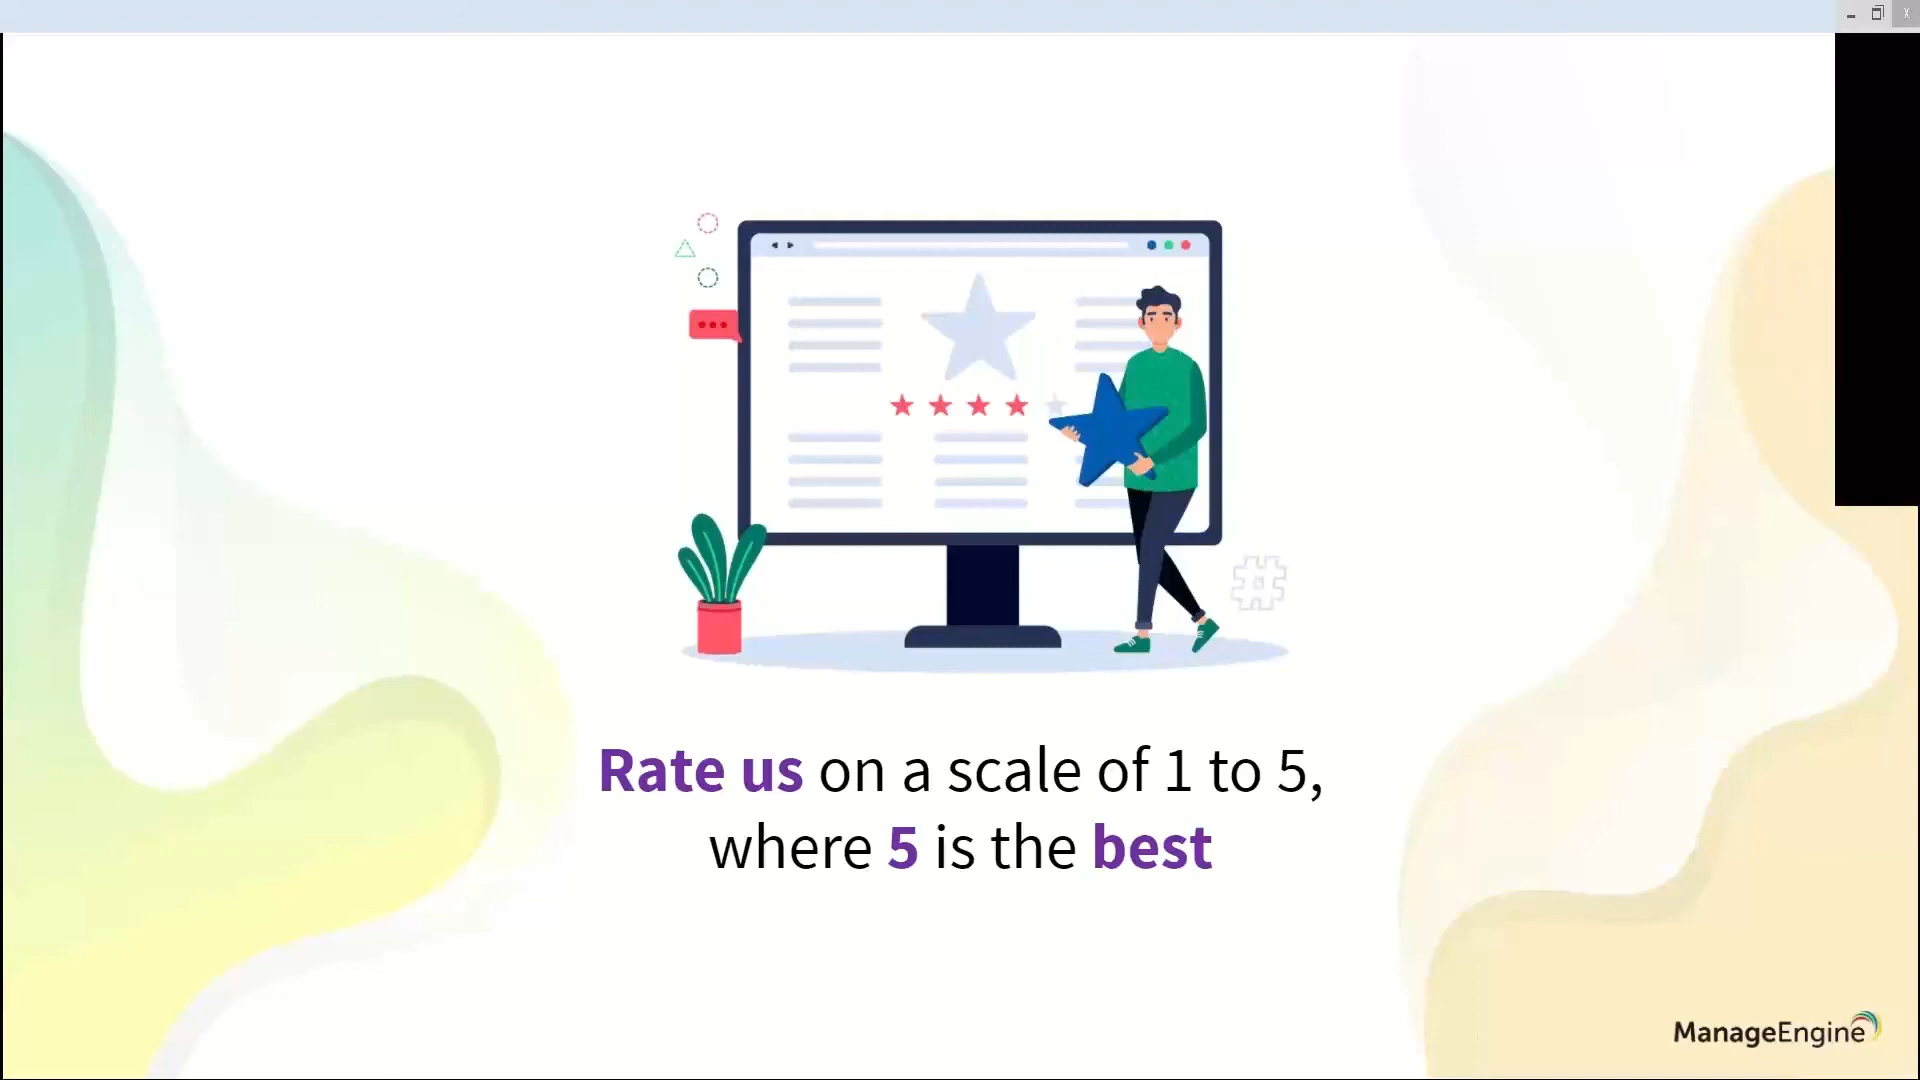 Rate us on a scale of 1 to 5,
where 5 is the best
ManageEngine